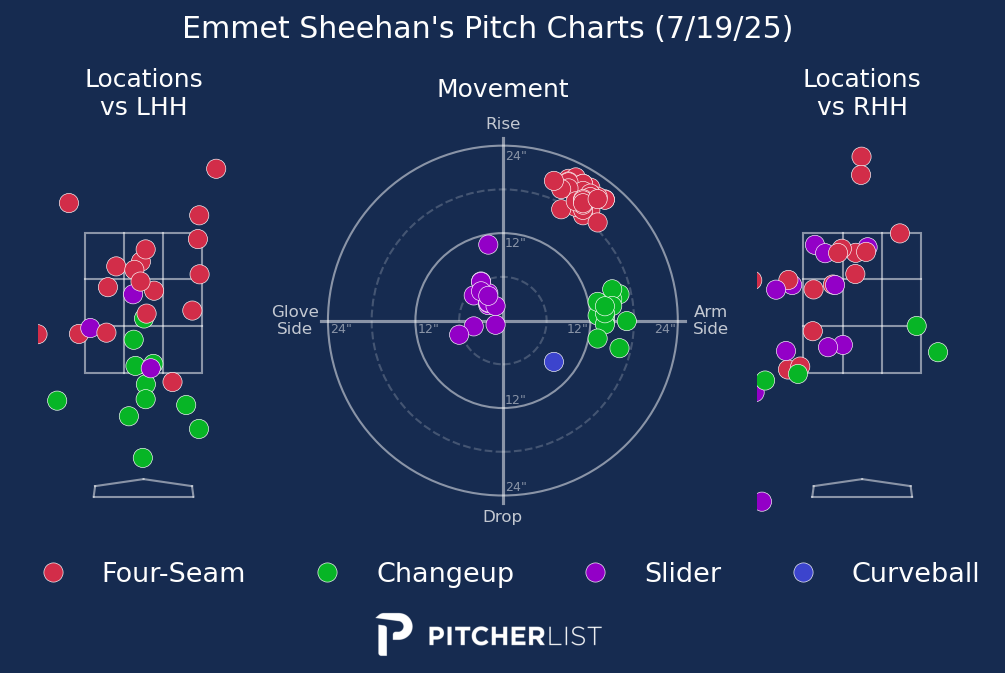 Emmet Sheehan's Pitch Charts (7/19/25)
Locations
vs LHH
Movement
Locations
vs RHH
Rise
24"
12"
Glove
Side
24"
12"
12"
24"
Arm
Side
12"
24"
Drop
Four-Seam
Changeup
Slider
Curveball
PITCHERLIST